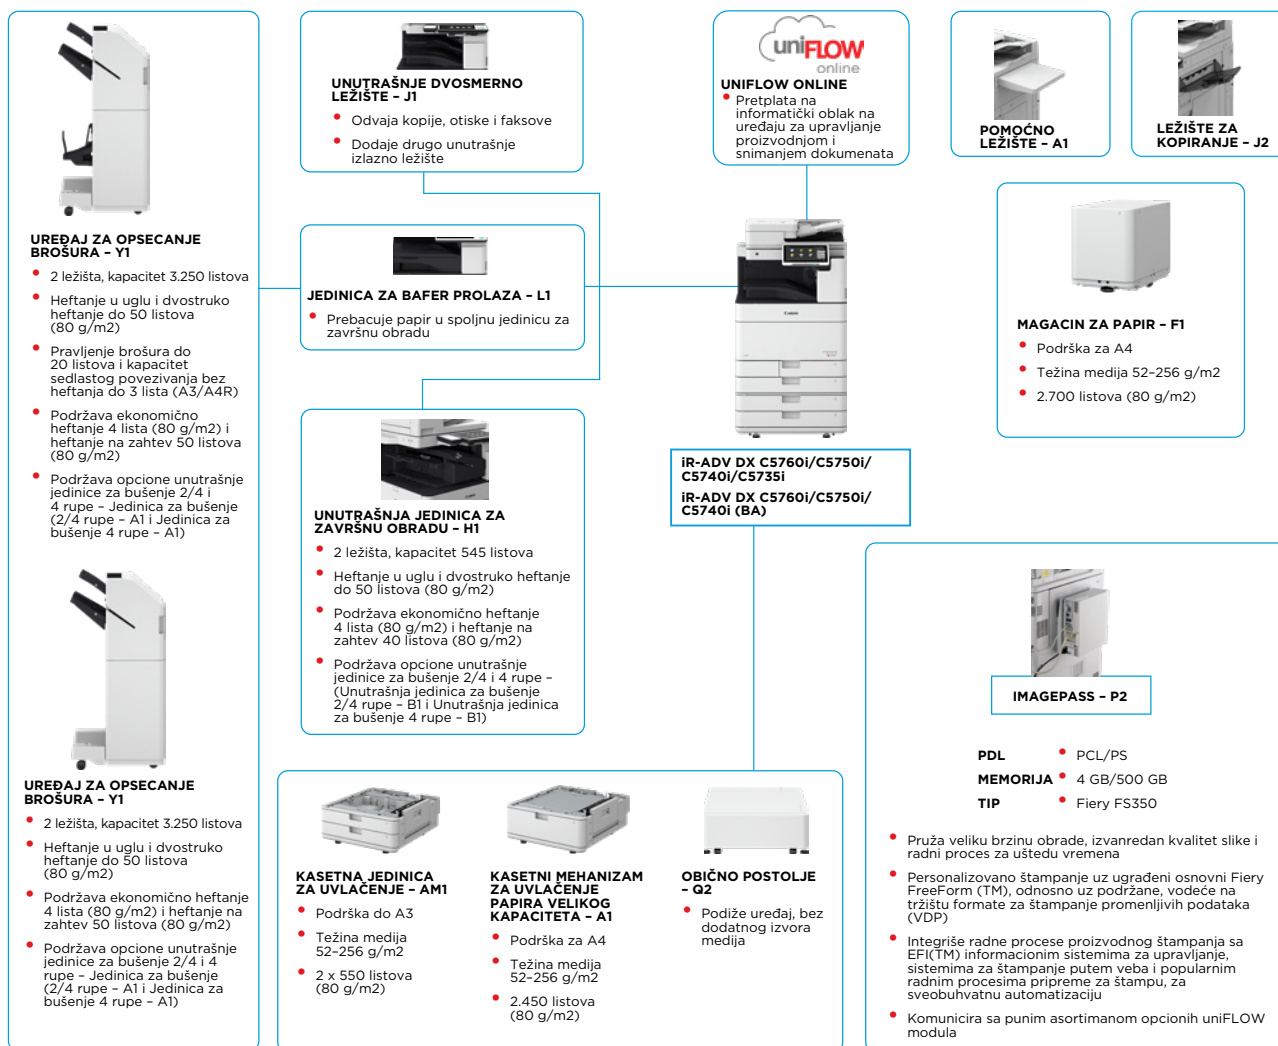 UREĐAJ ZA OPSECANJE
BROŠURA – Y1
• 2 ležišta, kapacitet 3.250 listova
• Heftanje u uglu i dvostruko
heftanje do 50 listova
(80 g/m2)
• Pravljenje brošura do
20 listova i kapacitet
sedlastog povezivanja bez
heftanja do 3 lista (A3/A4R)
• Podržava ekonomično
heftanje 4 lista (80 g/m2) i
heftanje na zahtev 50 listova
(80 g/m2)
• Podržava opcione unutrašnje
jedinice za bušenje 2/4 i
4 rupe – Jedinica za bušenje
(2/4 rupe – A1 i Jedinica za
bušenje 4 rupe – A1)
UREĐAJ ZA OPSECANJE
BROŠURA – Y1
• 2 ležišta, kapacitet 3.250 listova
• Heftanje u uglu i dvostruko
heftanje do 50 listova
(80 g/m2)
• Podržava ekonomično heftanje
4 lista (80 g/m2) i heftanje na
zahtev 50 listova (80 g/m2)
• Podržava opcione unutrašnje
jedinice za bušenje 2/4 i 4
rupe – Jedinica za bušenje
(2/4 rupe – A1 i Jedinica za
bušenje 4 rupe – A1)
UNUTRAŠNJE DVOSMERNO
LEŽIŠTE – J1
• Odvaja kopije, otiske i faksove
• Dodaje drugo unutrašnje
izlazno ležište
JEDINICA ZA BAFER PROLAZA – L1
• Prebacuje papir u spoljnu jedinicu za
završnu obradu
UNUTRAŠNJA JEDINICA ZA
ZAVRŠNU OBRADU – H1
• 2 ležišta, kapacitet 545 listova
• Heftanje u uglu i dvostruko heftanje
do 50 listova (80 g/m2)
• Podržava ekonomično heftanje
4 lista (80 g/m2) i heftanje na
zahtev 40 listova (80 g/m2)
• Podržava opcione unutrašnje
jedinice za bušenje 2/4 i 4 rupe –
(Unutrašnja jedinica za bušenje
2/4 rupe – B1 i Unutrašnja jedinica
za bušenje 4 rupe – B1)
uniFLOW
online
UNIFLOW ONLINE
• Pretplata na
informatički oblak na
uređaju za upravljanje
proizvodnjom i
snimanjem dokumenata
Canon
iR-ADV DX C5760i/C5750i/
C5740i/C5735i
iR-ADV DX C5760i/C5750i/
C5740i (BA)
POMOĆNO
LEŽIŠTE – A1
LEŽIŠTE ZA
KOPIRANJE – J2
MAGACIN ZA PAPIR – F1
• Podrška za A4
• Težina medija 52–256 g/m2
• 2.700 listova (80 g/m2)
KASETNA JEDINICA
ZA UVLAČENJE – AM1
• Podrška do A3
• Težina medija
52–256 g/m2
• 2 x 550 listova
(80 g/m2)
KASETNI MEHANIZAM
ZA UVLAČENJE
PAPIRA VELIKOG
KAPACITETA – A1
• Podrška za A4
• Težina medija
52–256 g/m2
• 2.450 listova
(80 g/m2)
OBIČNO POSTOLJE
– Q2
• Podiže uređaj, bez
dodatnog izvora
medija
IMAGEPASS – P2
PDL • PCL/PS
MEMORIJA • 4 GB/500 GB
TIP • Fiery FS350
• Pruža veliku brzinu obrade, izvanredan kvalitet slike i
radni proces za uštedu vremena
• Personalizovano štampanje uz ugrađeni osnovni Fiery
FreeForm (TM), odnosno uz podržane, vodeće na
tržištu formate za štampanje promenljivih podataka
(VDP)
• Integriše radne procese proizvodnog štampanja sa
EFI(TM) informacionim sistemima za upravljanje,
sistemima za štampanje putem veba i popularnim
radnim procesima pripreme za štampu, za
sveobuhvatnu automatizaciju
• Komunicira sa punim asortimanom opcionih uniFLOW
modula